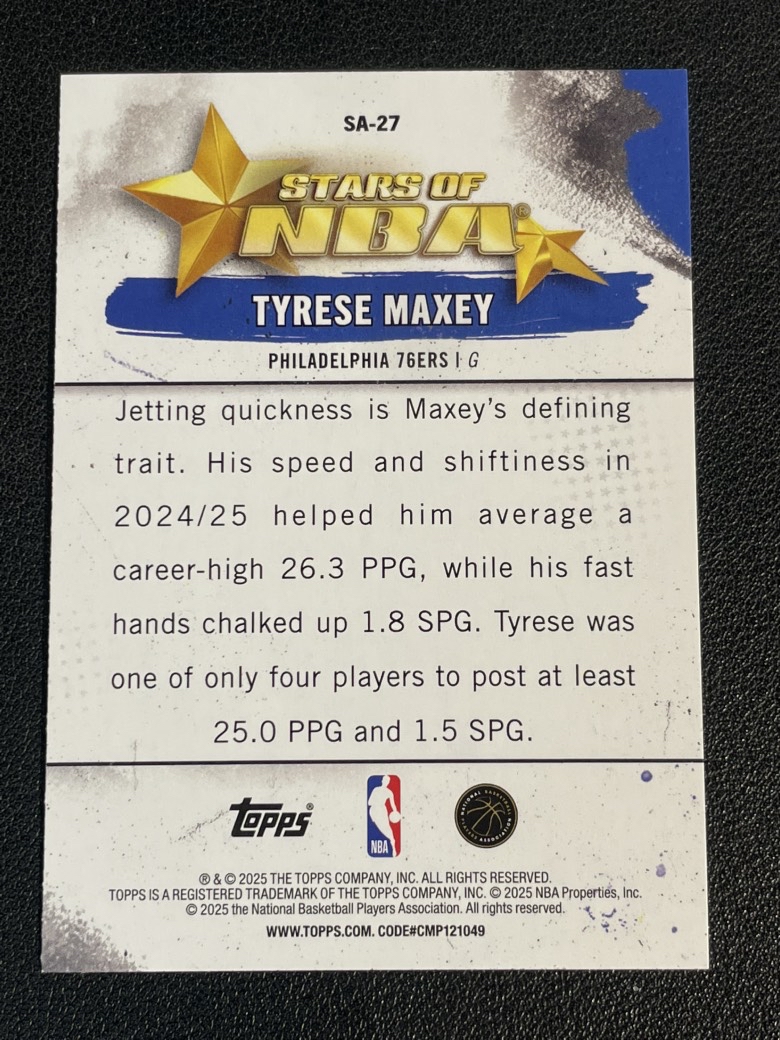 SA-27
STARS OF
NBA®
TYRESE MAXEY
PHILADELPHIA 76ERS | G
Jetting quickness is Maxey's defining
trait. His speed and shiftiness in
2024/25 helped him average a
career-high 26.3 PPG, while his fast
hands chalked up 1.8 SPG. Tyrese was
one of only four players to post at least
25.0 PPG and 1.5 SPG.
topps®
NBA
NATIONAL BASKETBALL PLAYERS ASSOCIATION
® & © 2025 THE TOPPS COMPANY, INC. ALL RIGHTS RESERVED.
TOPPS IS A REGISTERED TRADEMARK OF THE TOPPS COMPANY, INC. © 2025 NBA Properties, Inc.
© 2025 the National Basketball Players Association. All rights reserved.
WWW.TOPPS.COM. CODE#CMP121049